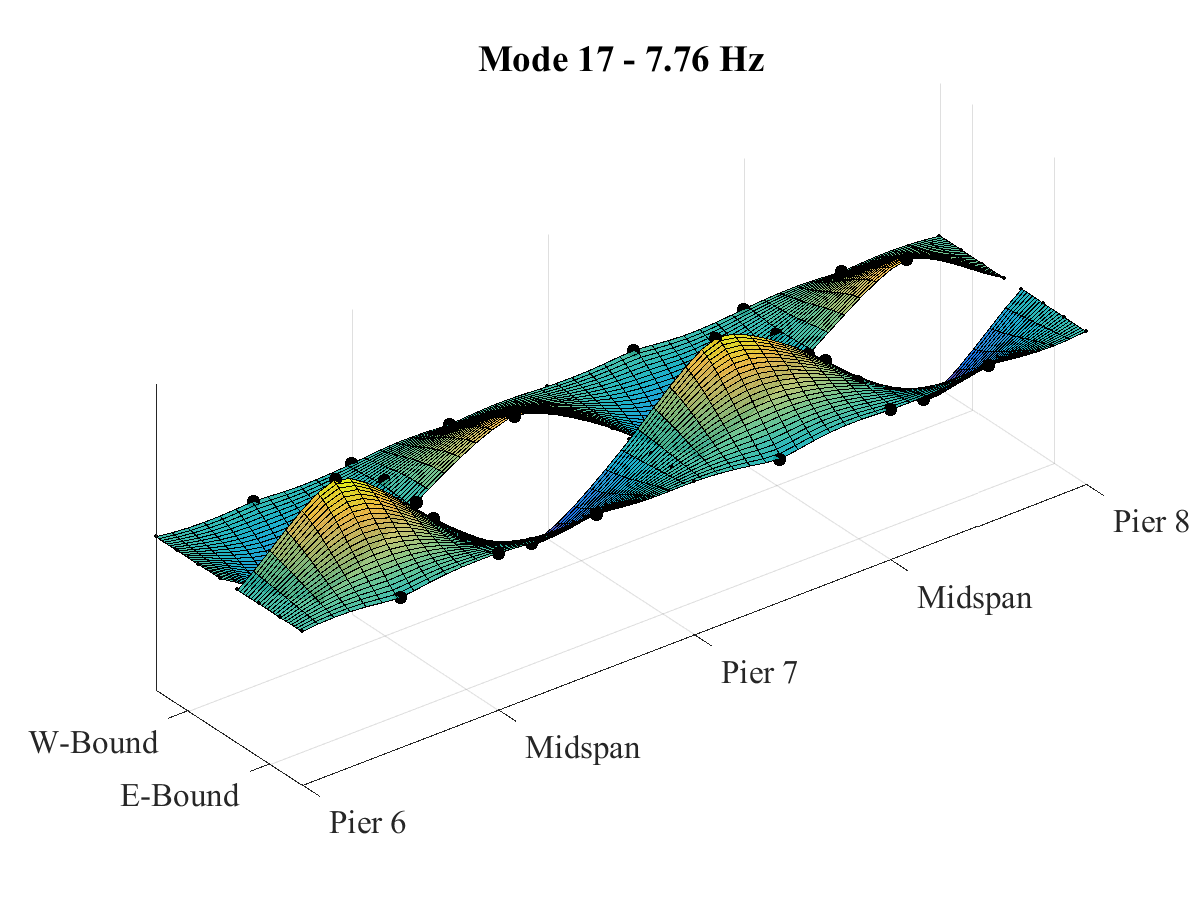 Mode 17 - 7.76 Hz
Pier 8
Midspan
Pier 7
W-Bound
Midspan
E-Bound
Pier 6